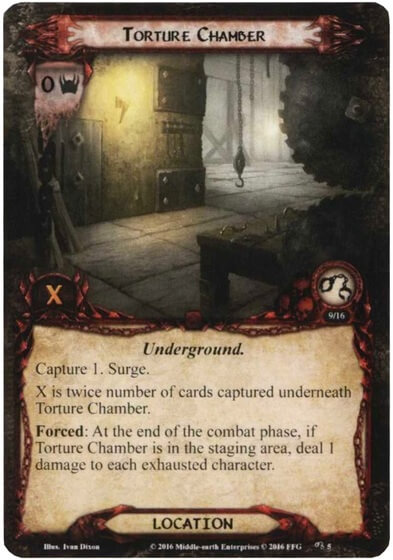 TORTURE CHAMBER
0
X
9/16
Underground.
Capture 1. Surge.
X is twice number of cards captured underneath
Torture Chamber.
Forced: At the end of the combat phase, if
Torture Chamber is in the staging area, deal 1
damage to each exhausted character.
LOCATION
Illus. Ivan Dixon © 2016 Middle-earth Enterprises © 2016 FFG 5